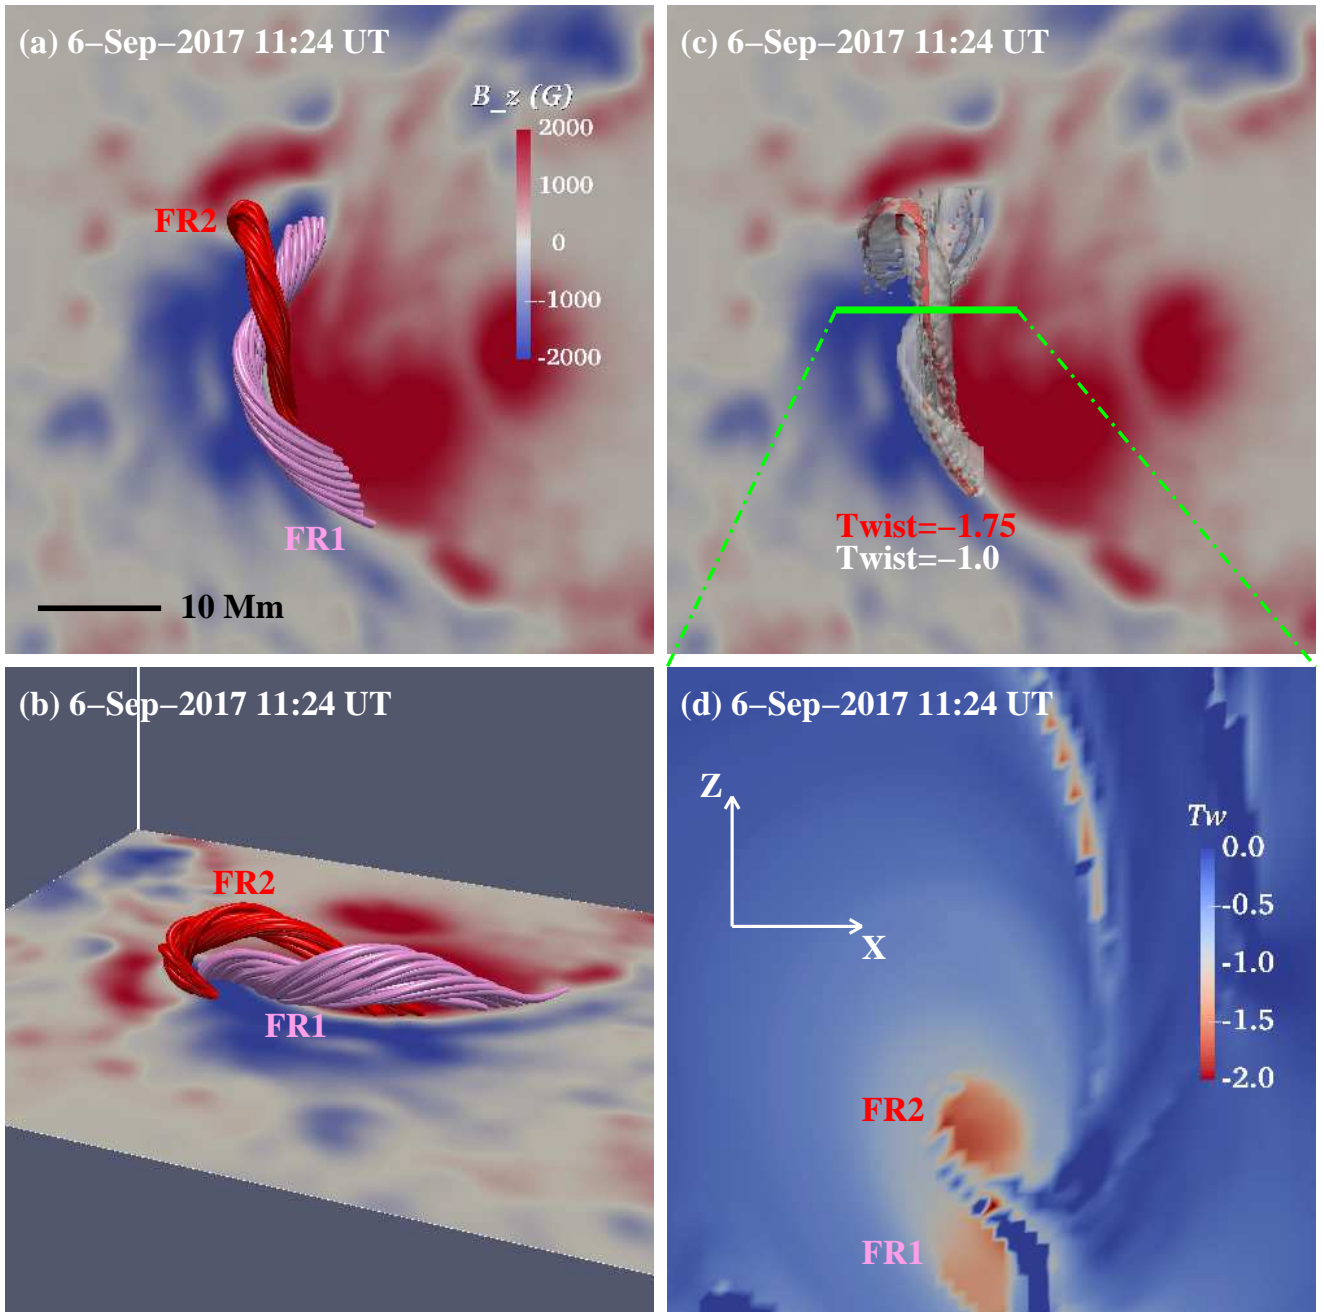 (a) 6−Sep−2017 11:24 UT
B_z (G)
2000
1000
0
-1000
-2000
FR2
FR1
10 Mm
(c) 6−Sep−2017 11:24 UT
Twist=−1.75
Twist=−1.0
(b) 6−Sep−2017 11:24 UT
FR2
FR1
(d) 6−Sep−2017 11:24 UT
Z
X
Tw
0.0
-0.5
-1.0
-1.5
-2.0
FR2
FR1